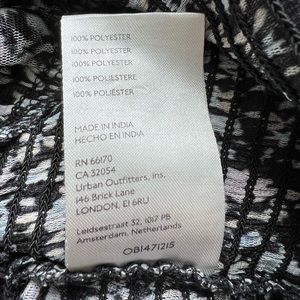 100% POLYESTER
100% POLYESTER
100% POLYESTER
100% POLIESTERE
100% POLIÉSTER
MADE IN INDIA
HECHO EN INDIA
RN 66170
CA 32054
Urban Outfitters, Inc.
146 Brick Lane
LONDON, E1 6RU
Leidsestraat 32, 1017 PB
Amsterdam, Netherlands
OB1471215